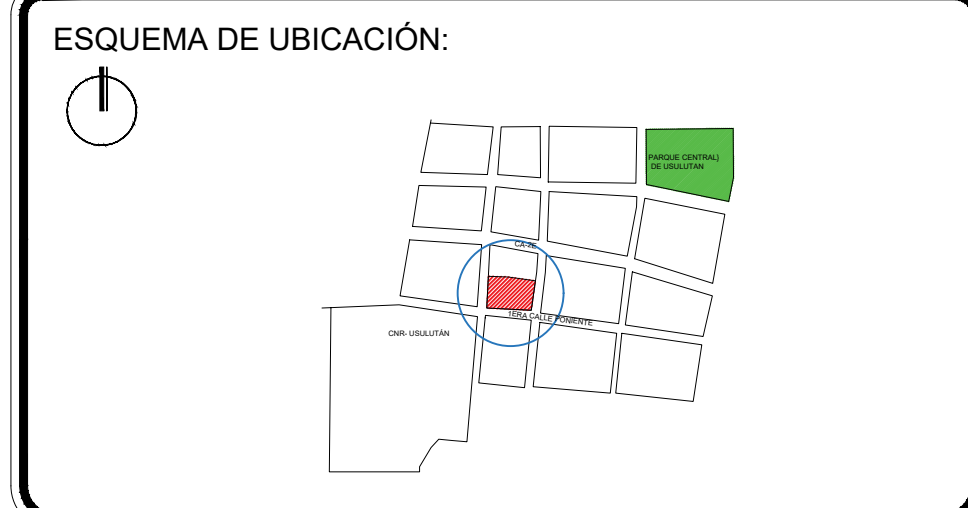 ESQUEMA DE UBICACIÓN:
PARQUE CENTRAL)
DE USULUTAN
CA-2E
1ERA CALLE PONIENTE
CNR- USULUTÁN